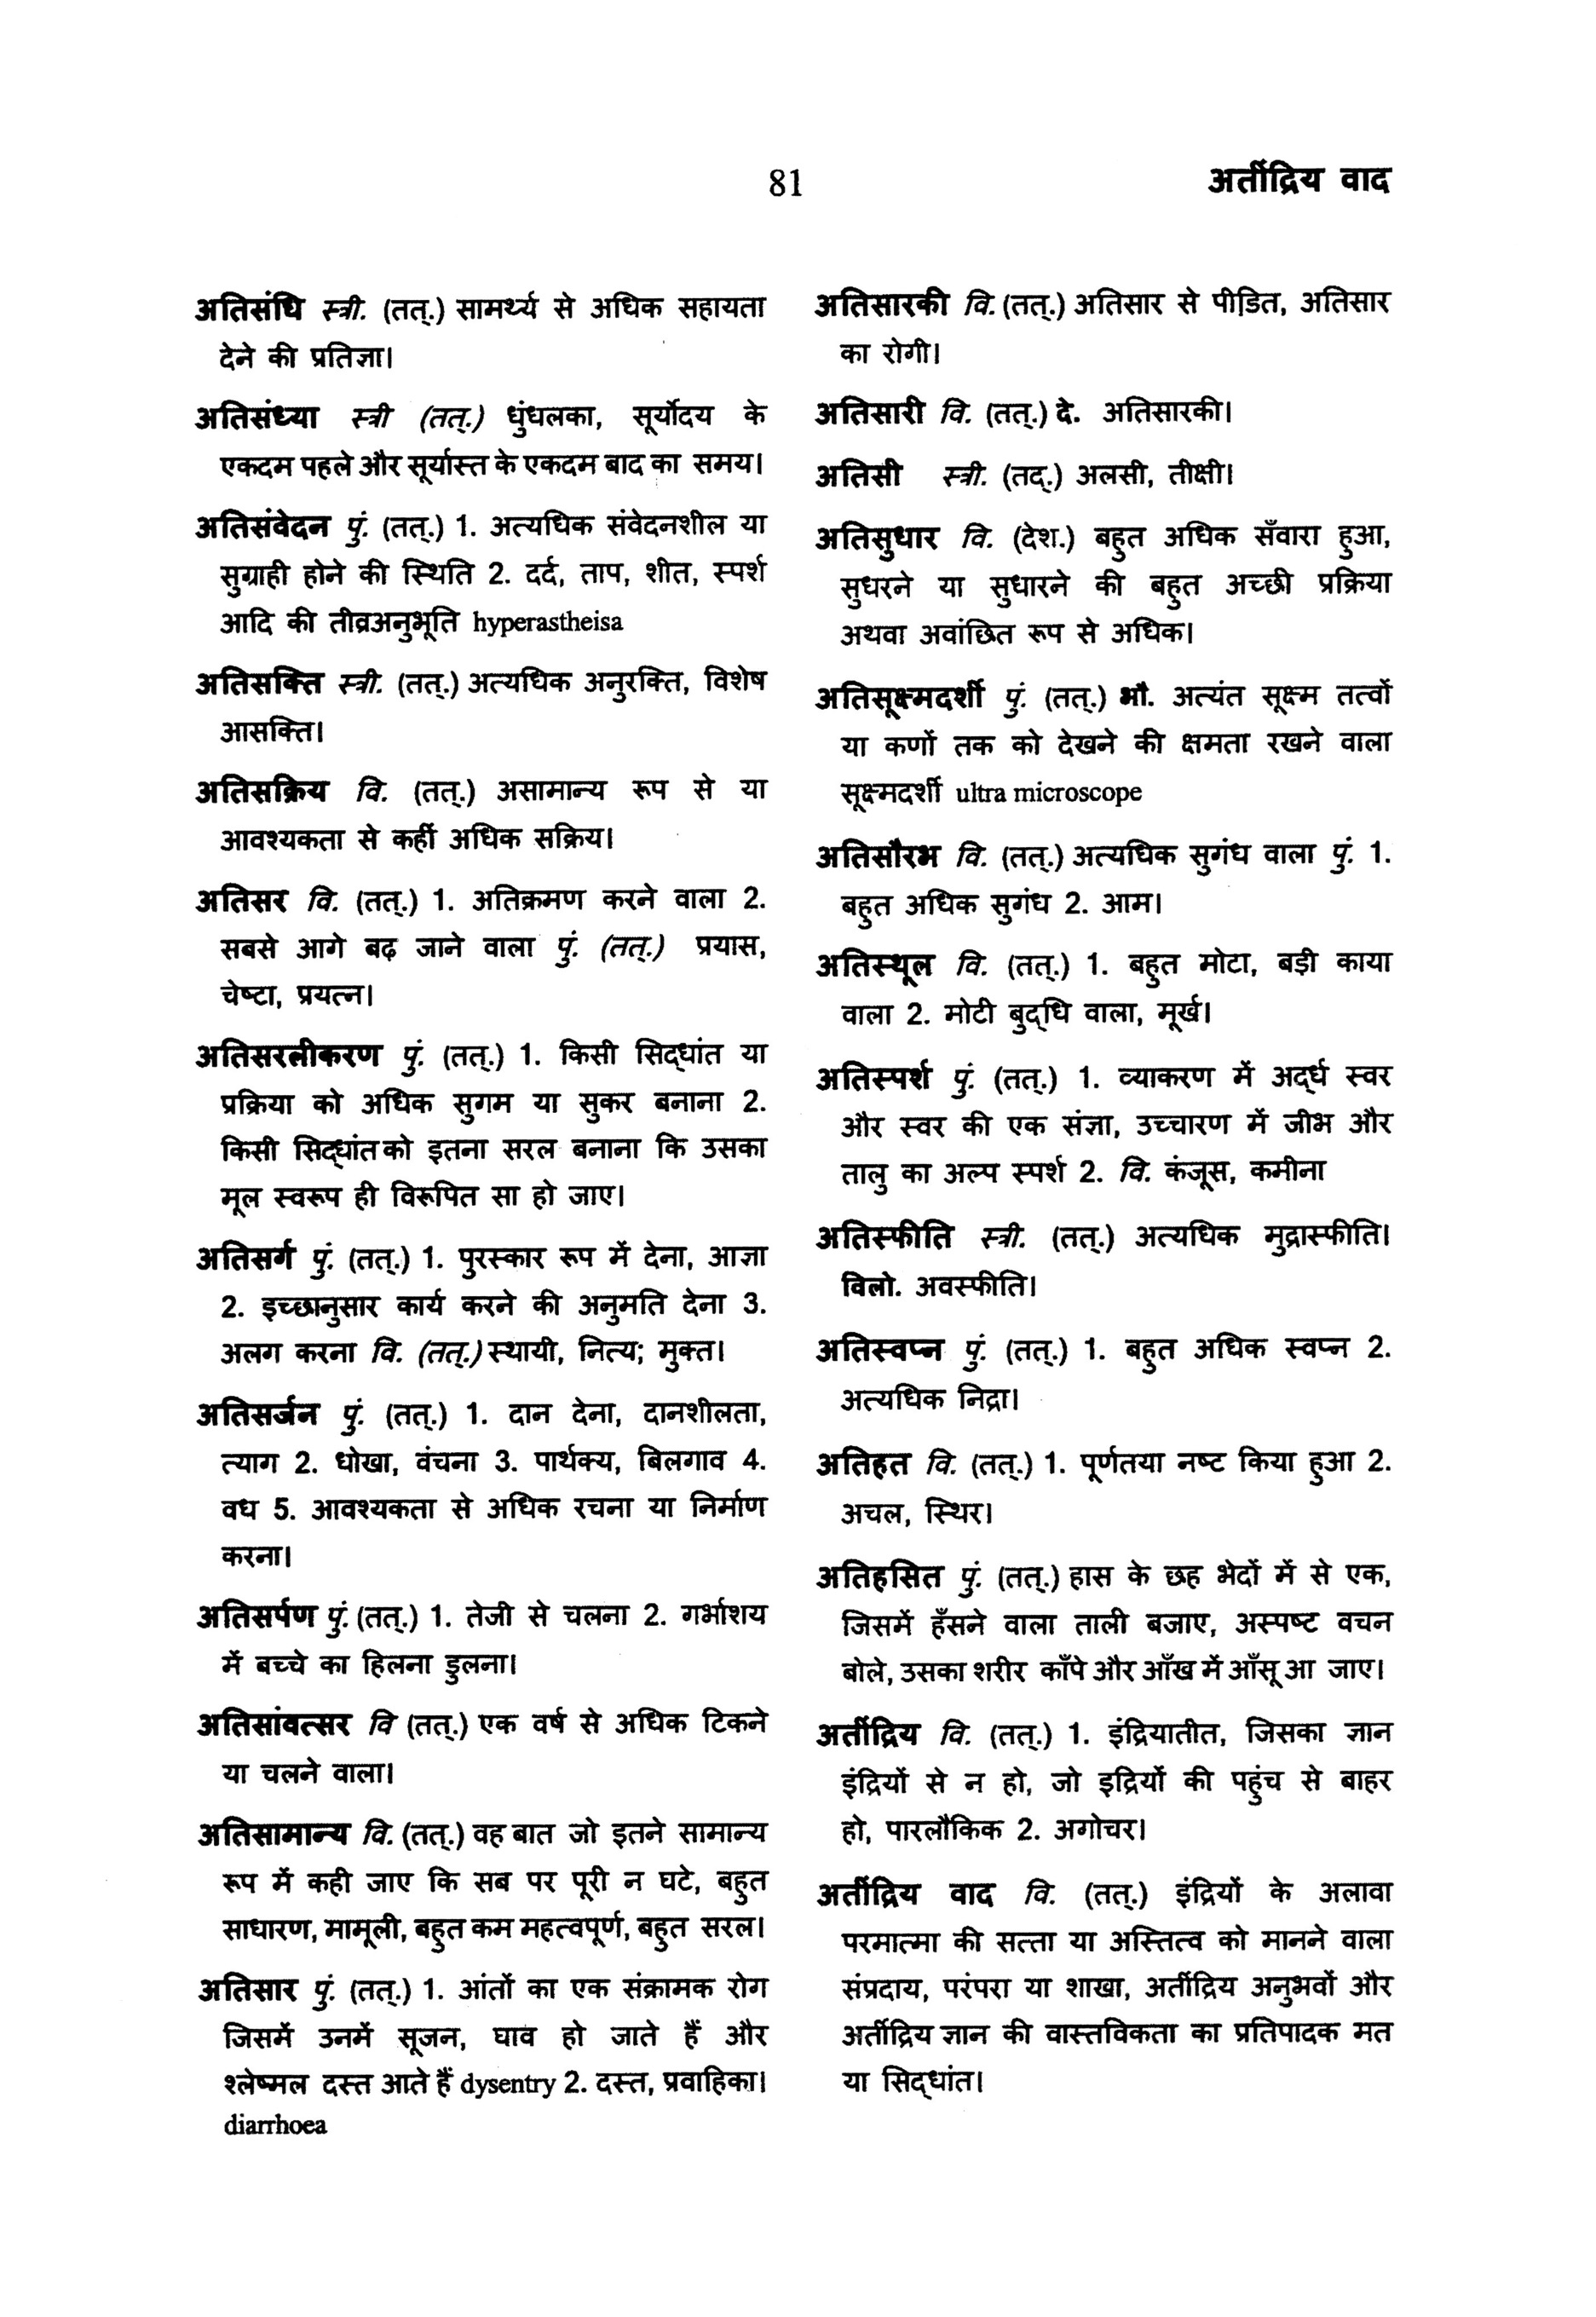 81
अतींद्रिय वाद
अतिसंधि स्त्री. (तत्.) सामर्थ्य से अधिक सहायता
देने की प्रतिज्ञा।
अतिसंध्या स्त्री (तत्.) धुंधलका, सूर्योदय के
एकदम पहले और सूर्यास्त के एकदम बाद का समय।
अतिसंवेदन पुं. (तत्.) 1. अत्यधिक संवेदनशील या
सुग्राही होने की स्थिति 2. दर्द, ताप, शीत, स्पर्श
आदि की तीव्रअनुभूति hyperastheisa
अतिसक्ति स्त्री. (तत्.) अत्यधिक अनुरक्ति, विशेष
आसक्ति।
अतिसक्रिय वि. (तत्.) असामान्य रूप से या
आवश्यकता से कहीं अधिक सक्रिय।
अतिसर वि. (तत्.) 1. अतिक्रमण करने वाला 2.
सबसे आगे बढ़ जाने वाला पुं. (तत्.) प्रयास,
चेष्टा, प्रयत्न।
अतिसरलीकरण पुं. (तत्.) 1. किसी सिद्धांत या
प्रक्रिया को अधिक सुगम या सुकर बनाना 2.
किसी सिद्धांत को इतना सरल बनाना कि उसका
मूल स्वरूप ही विरूपित सा हो जाए।
अतिसर्ग पुं. (तत्.) 1. पुरस्कार रूप में देना, आज्ञा
2. इच्छानुसार कार्य करने की अनुमति देना 3.
अलग करना वि. (तत्.) स्थायी, नित्य; मुक्त।
अतिसर्जन पुं. (तत्.) 1. दान देना, दानशीलता,
त्याग 2. धोखा, वंचना 3. पार्थक्य, बिलगाव 4.
वध 5. आवश्यकता से अधिक रचना या निर्माण
करना।
अतिसर्पण पुं. (तत्.) 1. तेजी से चलना 2. गर्भाशय
में बच्चे का हिलना डुलना।
अतिसांवत्सर वि (तत्.) एक वर्ष से अधिक टिकने
या चलने वाला।
अतिसामान्य वि. (तत्.) वह बात जो इतने सामान्य
रूप में कही जाए कि सब पर पूरी न घटे, बहुत
साधारण, मामूली, बहुत कम महत्वपूर्ण, बहुत सरल।
अतिसार पुं. (तत्.) 1. आंतों का एक संक्रामक रोग
जिसमें उनमें सूजन, घाव हो जाते हैं और
श्लेष्मल दस्त आते हैं dysentry 2. दस्त, प्रवाहिका।
diarrhoea
अतिसारकी वि. (तत्.) अतिसार से पीडि़त, अतिसार
का रोगी।
अतिसारी वि. (तत्.) दे. अतिसारकी।
अतिसी स्त्री. (तद्.) अलसी, तीक्षी।
अतिसुधार वि. (देश.) बहुत अधिक सँवारा हुआ,
सुधरने या सुधारने की बहुत अच्छी प्रक्रिया
अथवा अवांछित रूप से अधिक।
अतिसूक्ष्मदर्शी पुं. (तत्.) भौ. अत्यंत सूक्ष्म तत्वों
या कणों तक को देखने की क्षमता रखने वाला
सूक्ष्मदर्शी ultra microscope
अतिसौरभ वि. (तत्.) अत्यधिक सुगंध वाला पुं. 1.
बहुत अधिक सुगंध 2. आम।
अतिस्थूल वि. (तत्.) 1. बहुत मोटा, बड़ी काया
वाला 2. मोटी बुद्धि वाला, मूर्ख।
अतिस्पर्श पुं. (तत्.) 1. व्याकरण में अर्द्ध स्वर
और स्वर की एक संज्ञा, उच्चारण में जीभ और
तालु का अल्प स्पर्श 2. वि. कंजूस, कमीना
अतिस्फीति स्त्री. (तत्.) अत्यधिक मुद्रास्फीति।
विलो. अवस्फीति।
अतिस्वप्न पुं. (तत्.) 1. बहुत अधिक स्वप्न 2.
अत्यधिक निद्रा।
अतिहत वि. (तत्.) 1. पूर्णतया नष्ट किया हुआ 2.
अचल, स्थिर।
अतिहसित पुं. (तत्.) हास के छह भेदों में से एक,
जिसमें हँसने वाला ताली बजाए, अस्पष्ट वचन
बोले, उसका शरीर काँपे और आँख में आँसू आ जाए।
अतींद्रिय वि. (तत्.) 1. इंद्रियातीत, जिसका ज्ञान
इंद्रियों से न हो, जो इद्रियों की पहुंच से बाहर
हो, पारलौकिक 2. अगोचर।
अतींद्रिय वाद वि. (तत्.) इंद्रियों के अलावा
परमात्मा की सत्ता या अस्तित्व को मानने वाला
संप्रदाय, परंपरा या शाखा, अतींद्रिय अनुभवों और
अतींद्रिय ज्ञान की वास्तविकता का प्रतिपादक मत
या सिद्धांत।